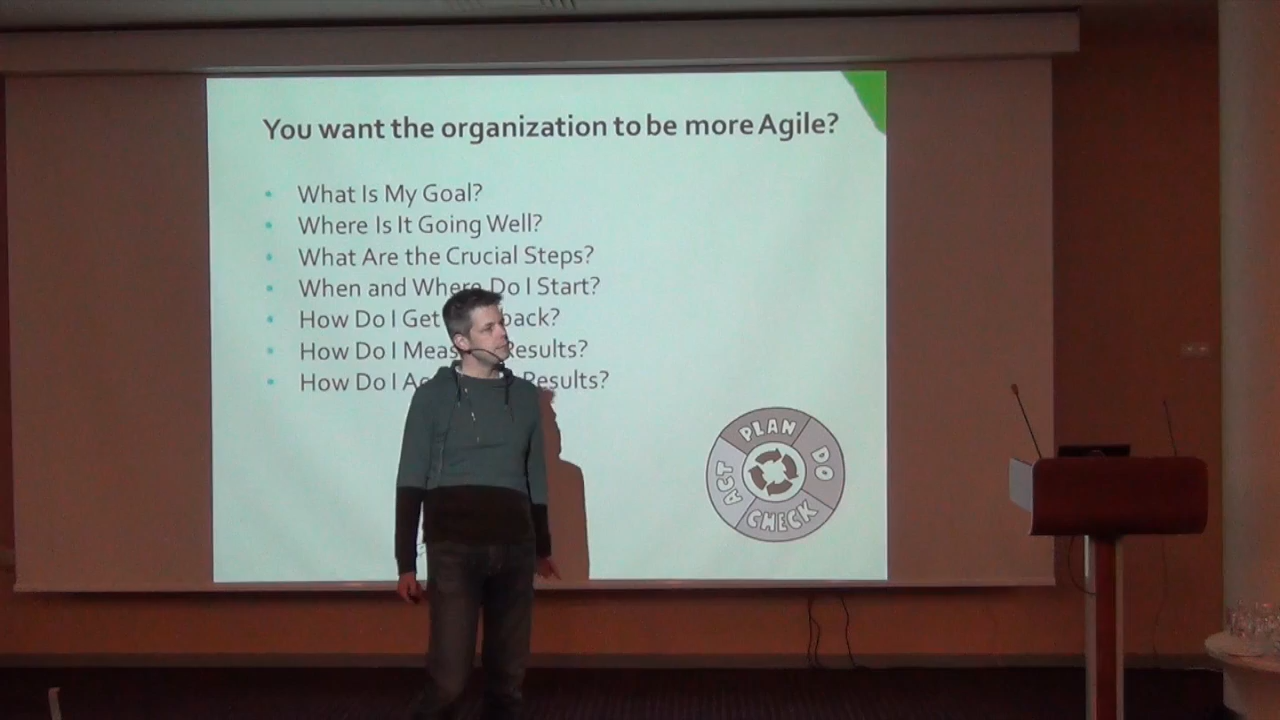 You want the organization to be more Agile?
• What Is My Goal?
• Where Is It Going Well?
• What Are the Crucial Steps?
• When and Where Do I Start?
• How Do I Get back?
• How Do I Meas Results?
• How Do I Results?
PLAN
DO
CHECK
ACT